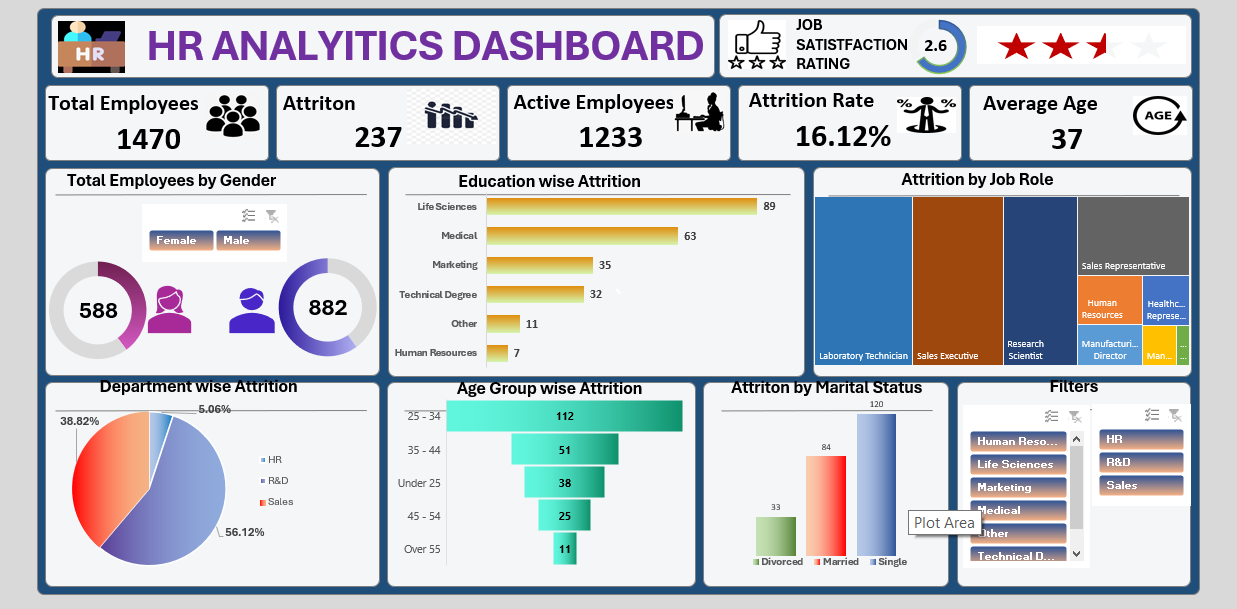 HR
HR ANALYITICS DASHBOARD
JOB
SATISTFACTION
RATING
2.6
Total Employees
1470
Attriton
237
Active Employees
1233
Attrition Rate
% %
16.12%
Average Age
37
AGE
Total Employees by Gender
Female
Male
588
882
Education wise Attrition
Life Sciences
89
Medical
63
Marketing
35
Technical Degree
32
Other
11
Human Resources
7
Attrition by Job Role
Laboratory Technician
Sales Executive
Research
Scientist
Sales Representative
Human
Resources
Healthc...
Represe...
Manufacturi...
Director
Man...
...
...
Department wise Attrition
5.06%
38.82%
56.12%
HR
R&D
Sales
Age Group wise Attrition
25 - 34
112
35 - 44
51
Under 25
38
45 - 54
25
Over 55
11
Attriton by Marital Status
33
84
120
Divorced
Married
Single
Plot Area
Filters
Human Reso...
Life Sciences
Marketing
Medical
Other
Technical D...
HR
R&D
Sales